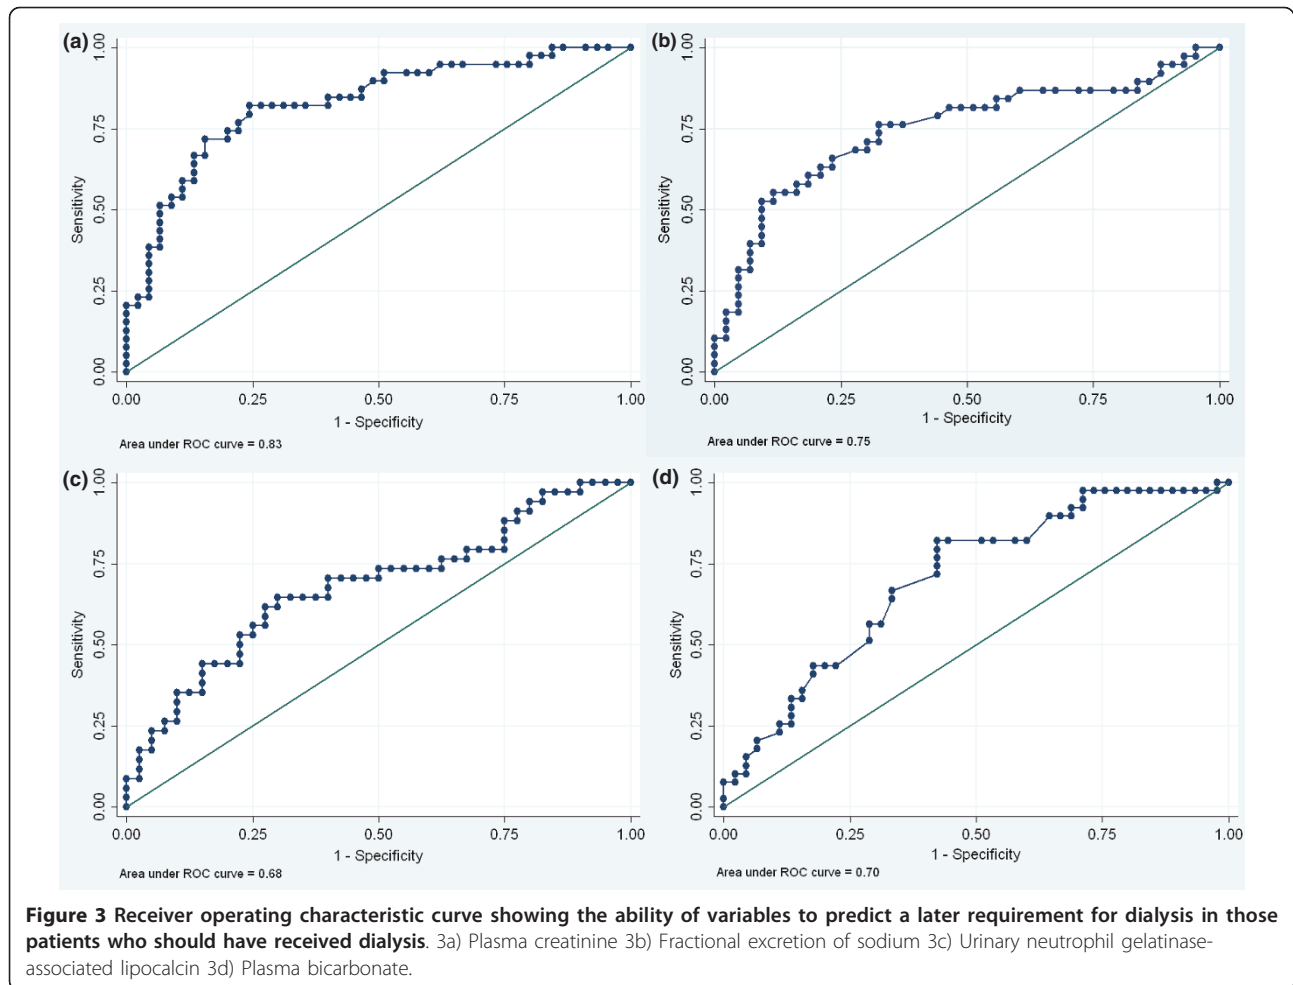 (a)
1.00
0.75
0.50
0.25
0.00
Sensitivity
0.00 0.25 0.50 0.75 1.00
1 - Specificity
Area under ROC curve = 0.83
(b)
1.00
0.75
0.50
0.25
0.00
Sensitivity
0.00 0.25 0.50 0.75 1.00
1 - Specificity
Area under ROC curve = 0.75
(c)
1.00
0.75
0.50
0.25
0.00
Sensitivity
0.00 0.25 0.50 0.75 1.00
1 - Specificity
Area under ROC curve = 0.68
(d)
1.00
0.75
0.50
0.25
0.00
Sensitivity
0.00 0.25 0.50 0.75 1.00
1 - Specificity
Area under ROC curve = 0.70
Figure 3 Receiver operating characteristic curve showing the ability of variables to predict a later requirement for dialysis in those
patients who should have received dialysis. 3a) Plasma creatinine 3b) Fractional excretion of sodium 3c) Urinary neutrophil gelatinase-
associated lipocalcin 3d) Plasma bicarbonate.